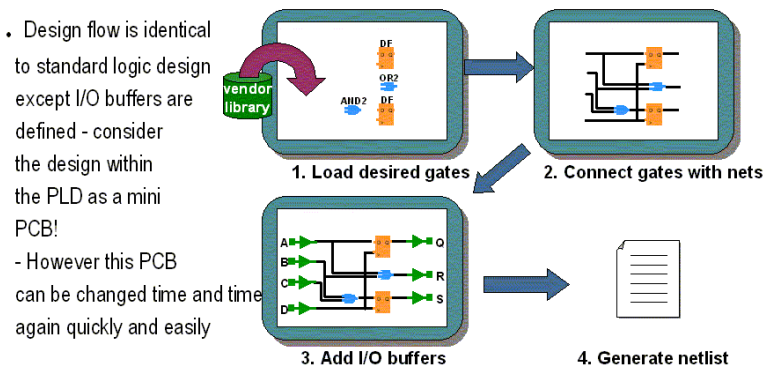 . Design flow is identical
to standard logic design
except I/O buffers are
defined - consider
the design within
the PLD as a mini
PCB!
- However this PCB
can be changed time and time
again quickly and easily
vendor
library
DF
OR2
AND2
DF
1. Load desired gates
2. Connect gates with nets
A
B
C
D
Q
R
S
3. Add I/O buffers
4. Generate netlist